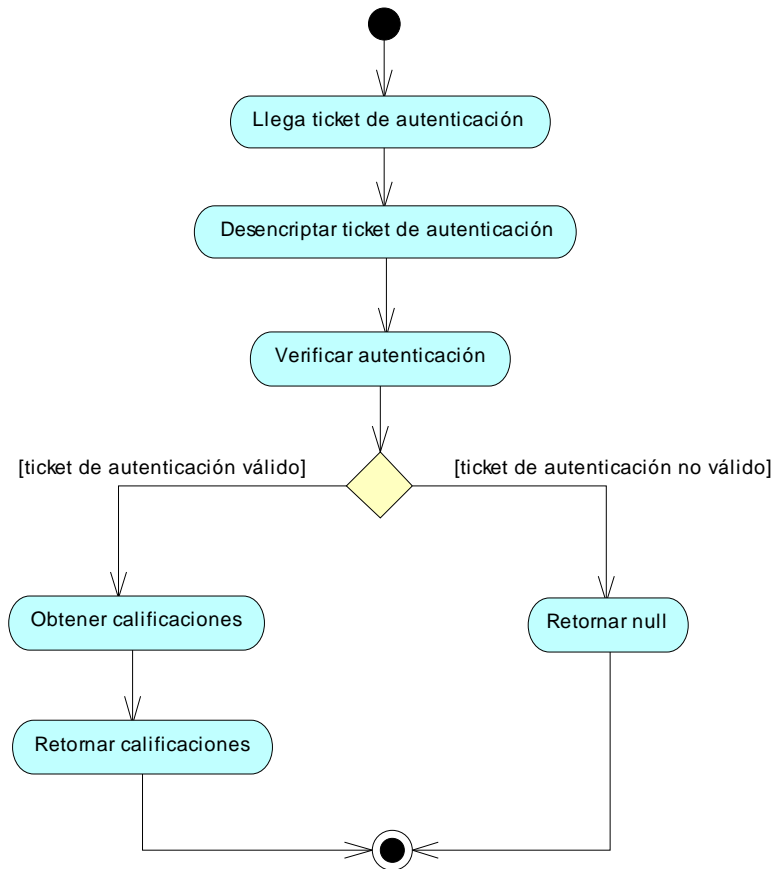 Llega ticket de autenticación
Desencriptar ticket de autenticación
Verificar autenticación
[ticket de autenticación válido]
[ticket de autenticación no válido]
Obtener calificaciones
Retornar null
Retornar calificaciones